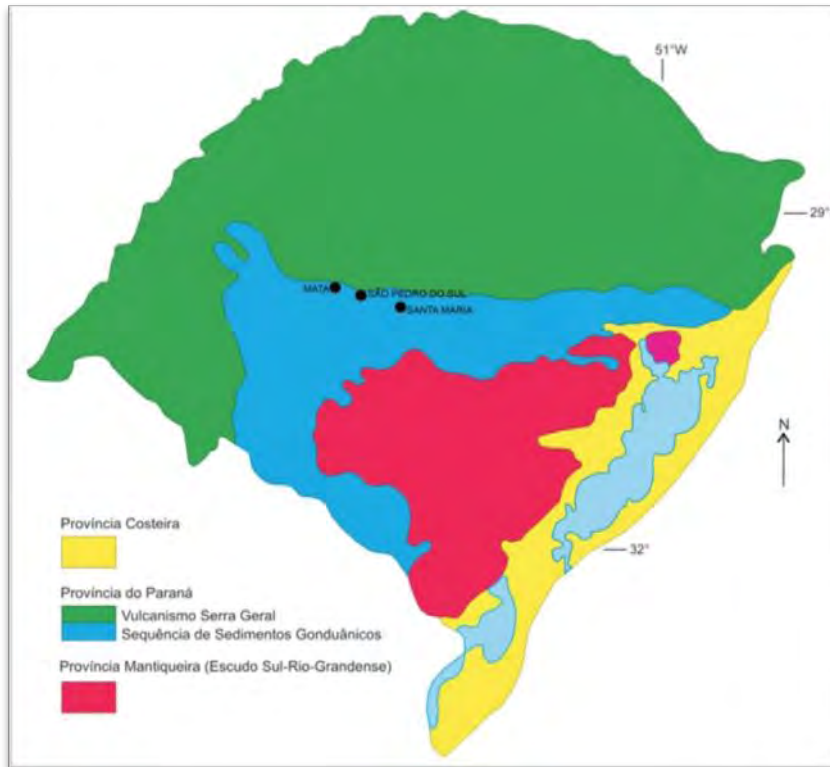 51°W
29°
MATA
SÃO PEDRO DO SUL
SANTA MARIA
N
32°
Província Costeira
Província do Paraná
Vulcanismo Serra Geral
Sequência de Sedimentos Gonduânicos
Província Mantiqueira (Escudo Sul-Rio-Grandense)